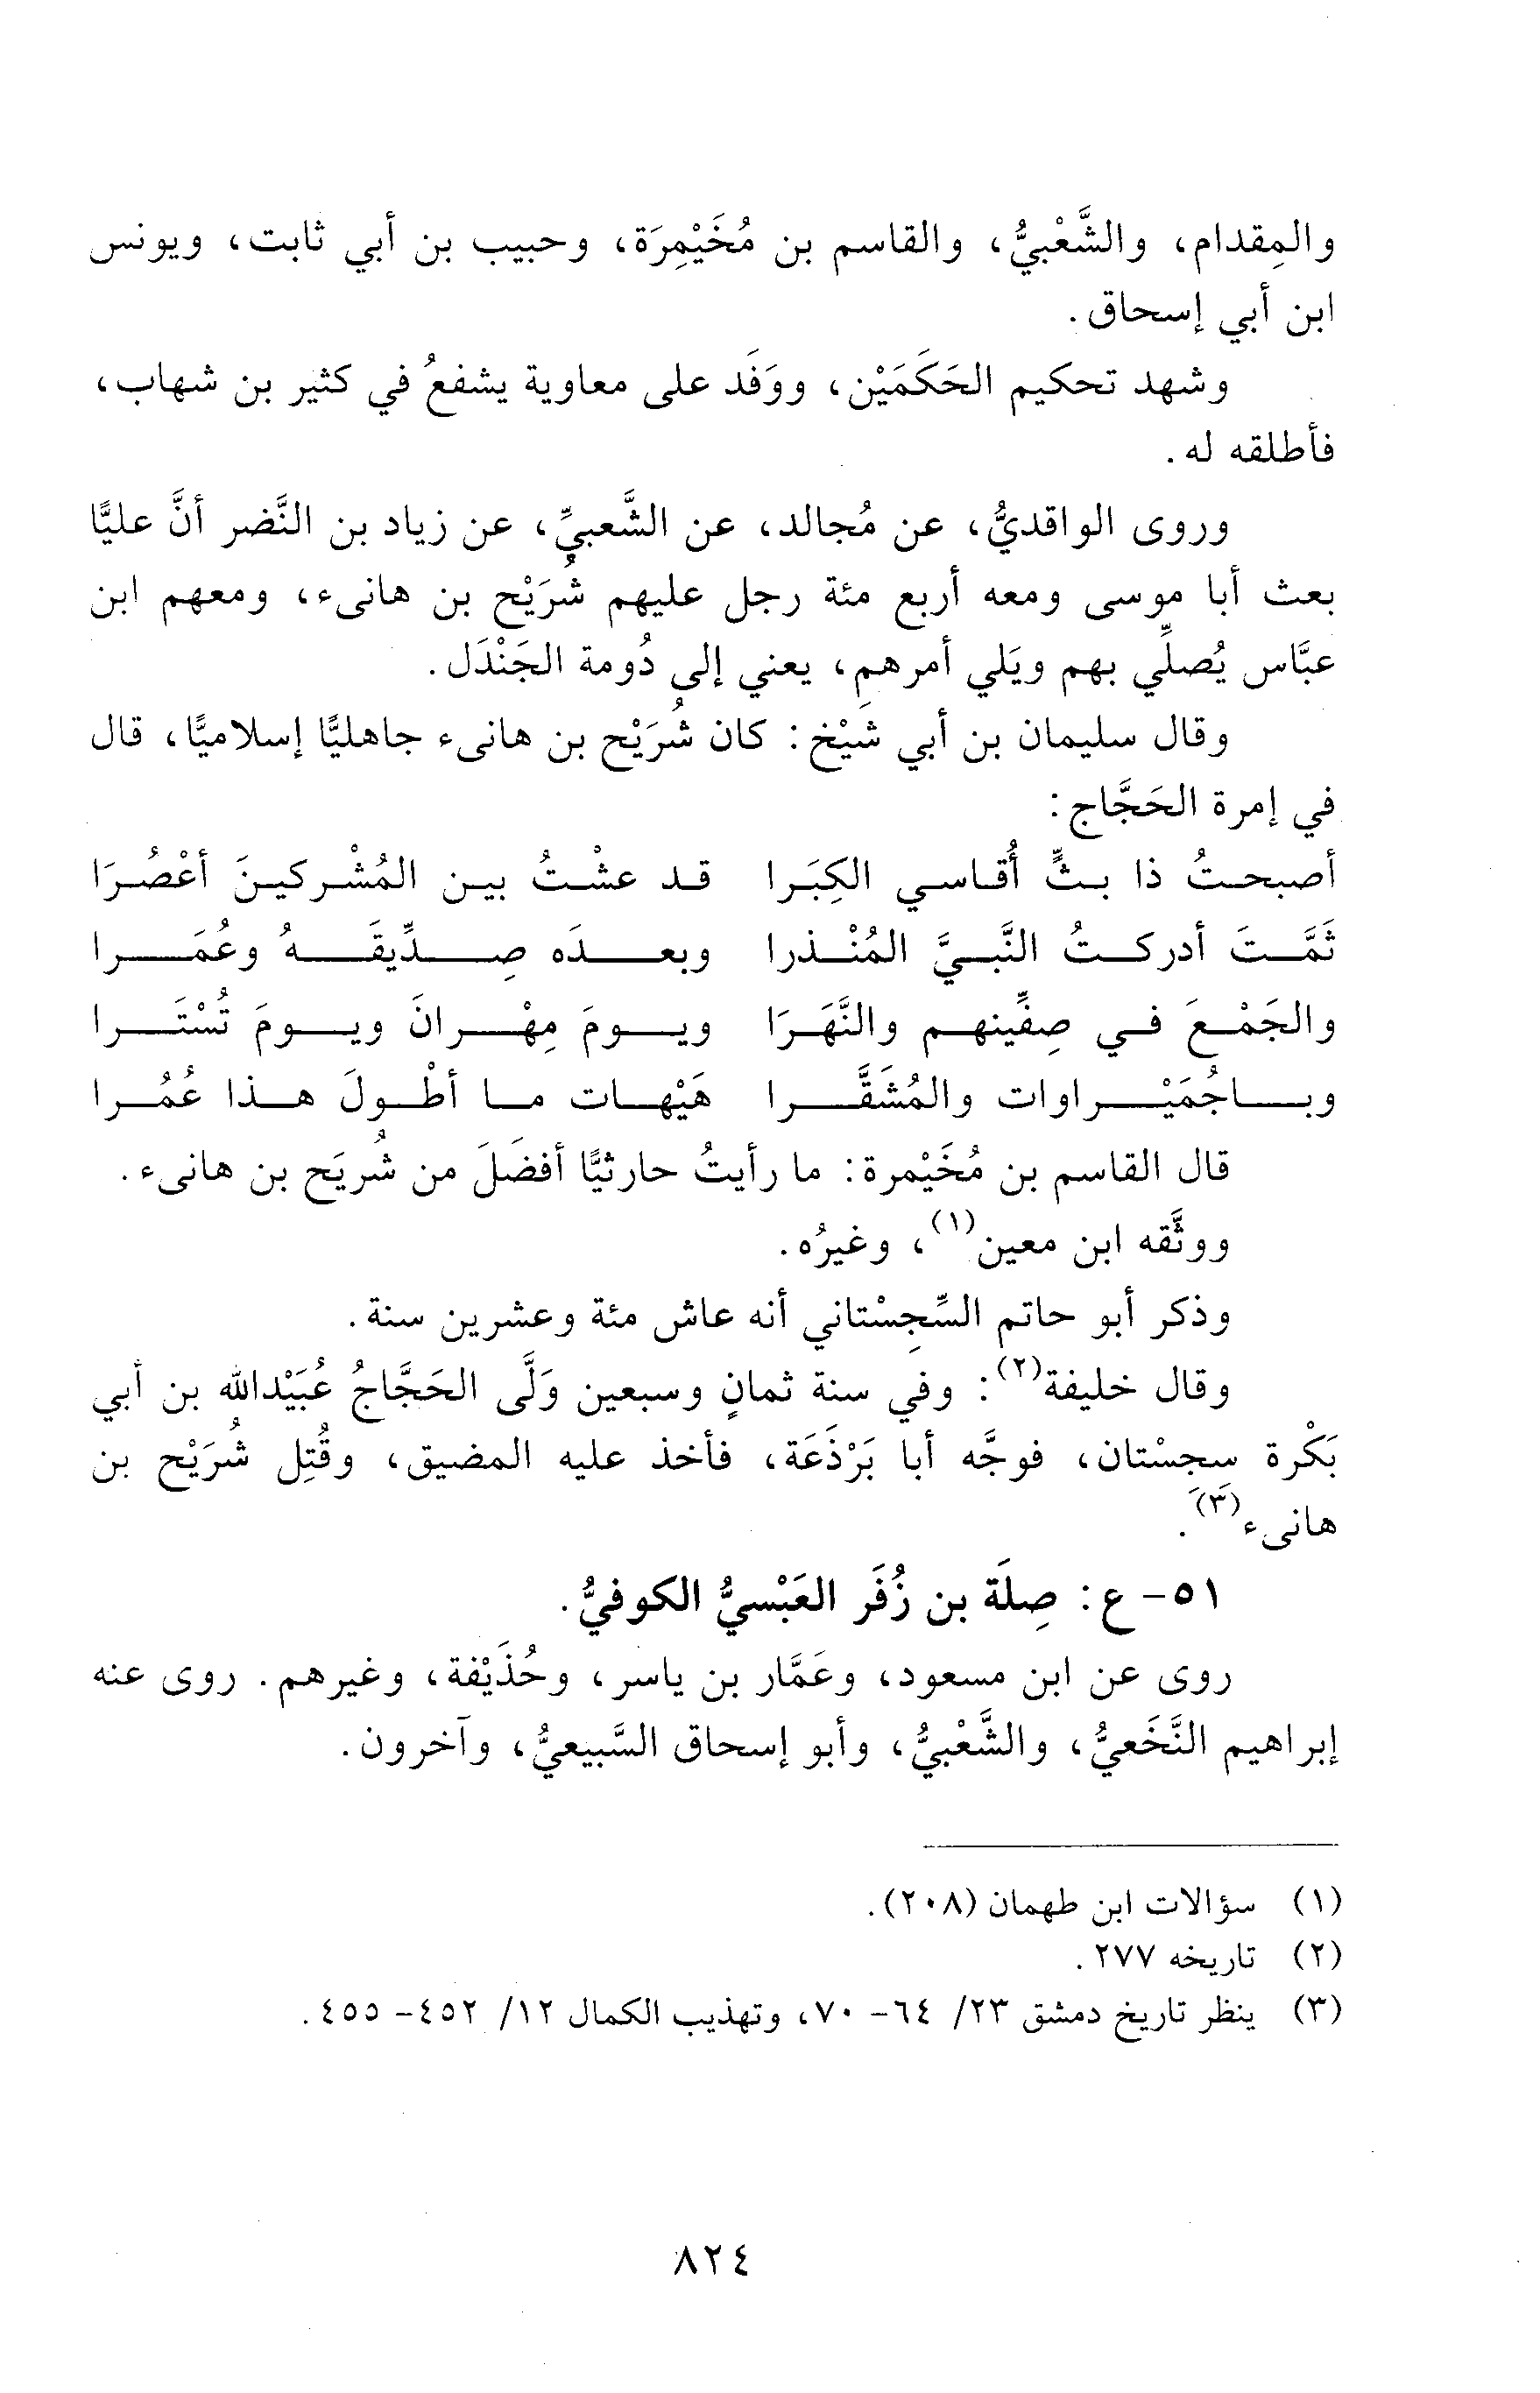 والمِقدام، والشَّعْبيُّ، والقاسم بن مُخَيْمِرَة، وحبيب بن أبي ثابت، ويونس
ابن أبي إسحاق.
وشهد تحكيم الحَكَمَيْن، ووَفَد على معاوية يشفعُ في كثير بن شهاب،
فأطلقه له.
وروى الواقديُّ، عن مُجالد، عن الشَّعبيِّ، عن زياد بن النَّضر أنَّ عليًّا
بعث أبا موسى ومعه أربع مئة رجل عليهم شُرَيْح بن هانىء، ومعهم ابن
عبَّاس يُصلِّي بهم ويَلي أمرهم، يعني إلى دُومة الجَنْدَل.
وقال سليمان بن أبي شَيْخ: كان شُرَيْح بن هانىء جاهليًّا إسلاميًّا، قال
في إمرة الحَجَّاج:
أصبحتُ ذا بثٍّ أُقاسي الكِبَرا قد عشْتُ بين المُشْركينَ أعْصُرَا
ثَمَّتَ أدركتُ النَّبيَّ المُنْذرا وبعدَه صِدِّيقَهُ وعُمَرا
والجَمْعَ في صِفِّينهم والنَّهَرَا ويومَ مِهْرانَ ويومَ تُسْتَرا
وباجُمَيْراوات والمُشَقَّرا هَيْهات ما أطْولَ هذا عُمُرا
قال القاسم بن مُخَيْمرة: ما رأيتُ حارثيًّا أفضَلَ من شُريَح بن هانىء.
ووثَّقه ابن معين(١)، وغيرُه.
وذكر أبو حاتم السِّجِسْتاني أنه عاش مئة وعشرين سنة.
وقال خليفة(٢): وفي سنة ثمانٍ وسبعين وَلَّى الحَجَّاجُ عُبَيْدالله بن أبي
بَكْرة سِجِسْتان، فوجَّه أبا بَرْذَعَة، فأخذ عليه المضيق، وقُتِل شُرَيْح بن
هانىء(٣).
٥١- ع: صِلَة بن زُفَر العَبْسيُّ الكوفيُّ.
روى عن ابن مسعود، وعَمَّار بن ياسر، وحُذَيْفة، وغيرهم. روى عنه
إبراهيم النَّخَعيُّ، والشَّعْبيُّ، وأبو إسحاق السَّبيعيُّ، وآخرون.
(١) سؤالات ابن طهمان (٢٠٨).
(٢) تاريخه ٢٧٧.
(٣) ينظر تاريخ دمشق ٢٣/ ٦٤- ٧٠، وتهذيب الكمال ١٢/ ٤٥٢- ٤٥٥.
٨٢٤